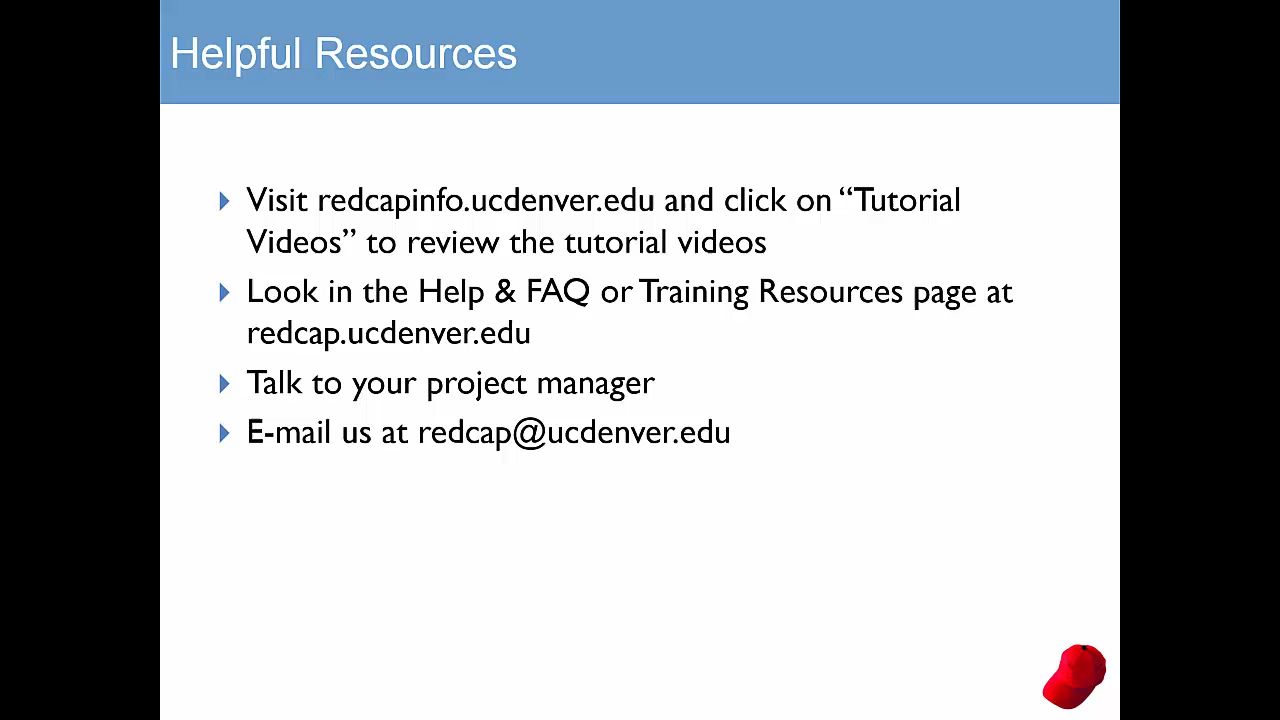 Helpful Resources
Visit redcapinfo.ucdenver.edu and click on “Tutorial
Videos” to review the tutorial videos
Look in the Help & FAQ or Training Resources page at
redcap.ucdenver.edu
Talk to your project manager
E-mail us at redcap@ucdenver.edu